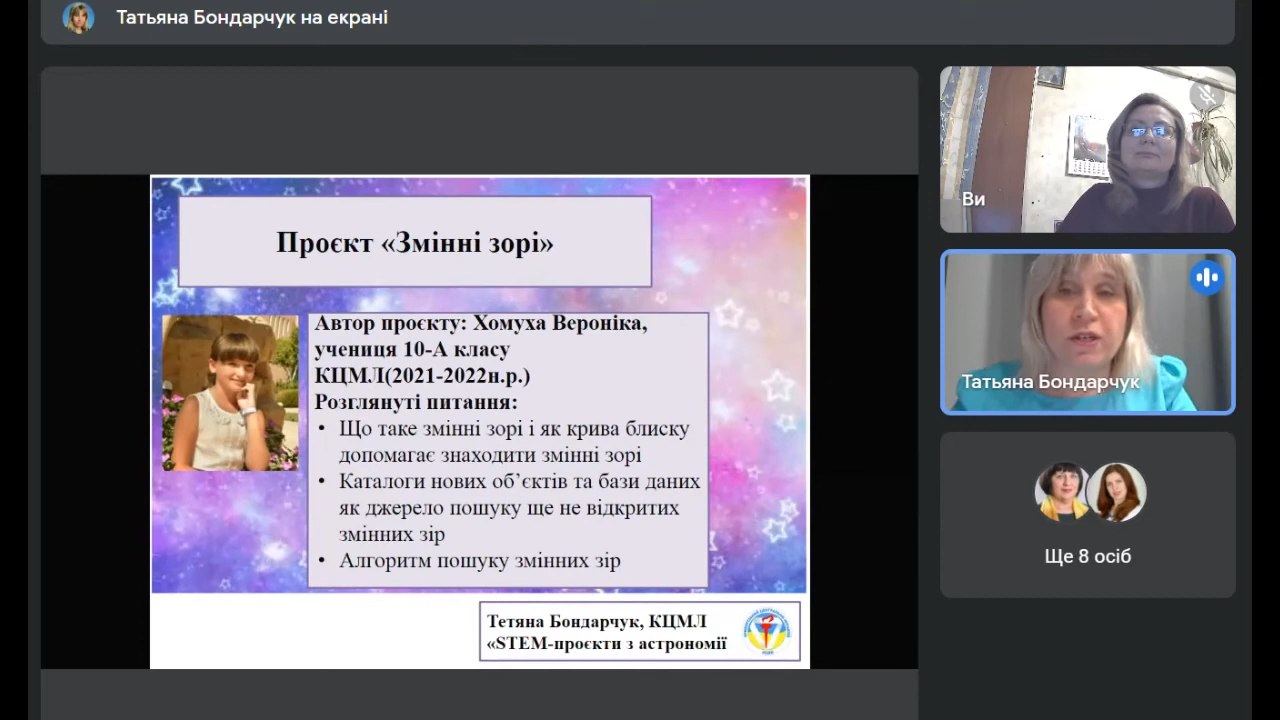 Татьяна Бондарчук на екрані
Проєкт «Змінні зорі»
Автор проєкту: Хомуха Вероніка,
учениця 10-А класу
КЦМЛ(2021-2022н.р.)
Розглянуті питання:
• Що таке змінні зорі і як крива блиску
допомагає знаходити змінні зорі
• Каталоги нових об’єктів та бази даних
як джерело пошуку ще не відкритих
змінних зір
• Алгоритм пошуку змінних зір
Тетяна Бондарчук, КЦМЛ
«STEM-проєкти з астрономії
Ви
Татьяна Бондарчук
Ще 8 осіб